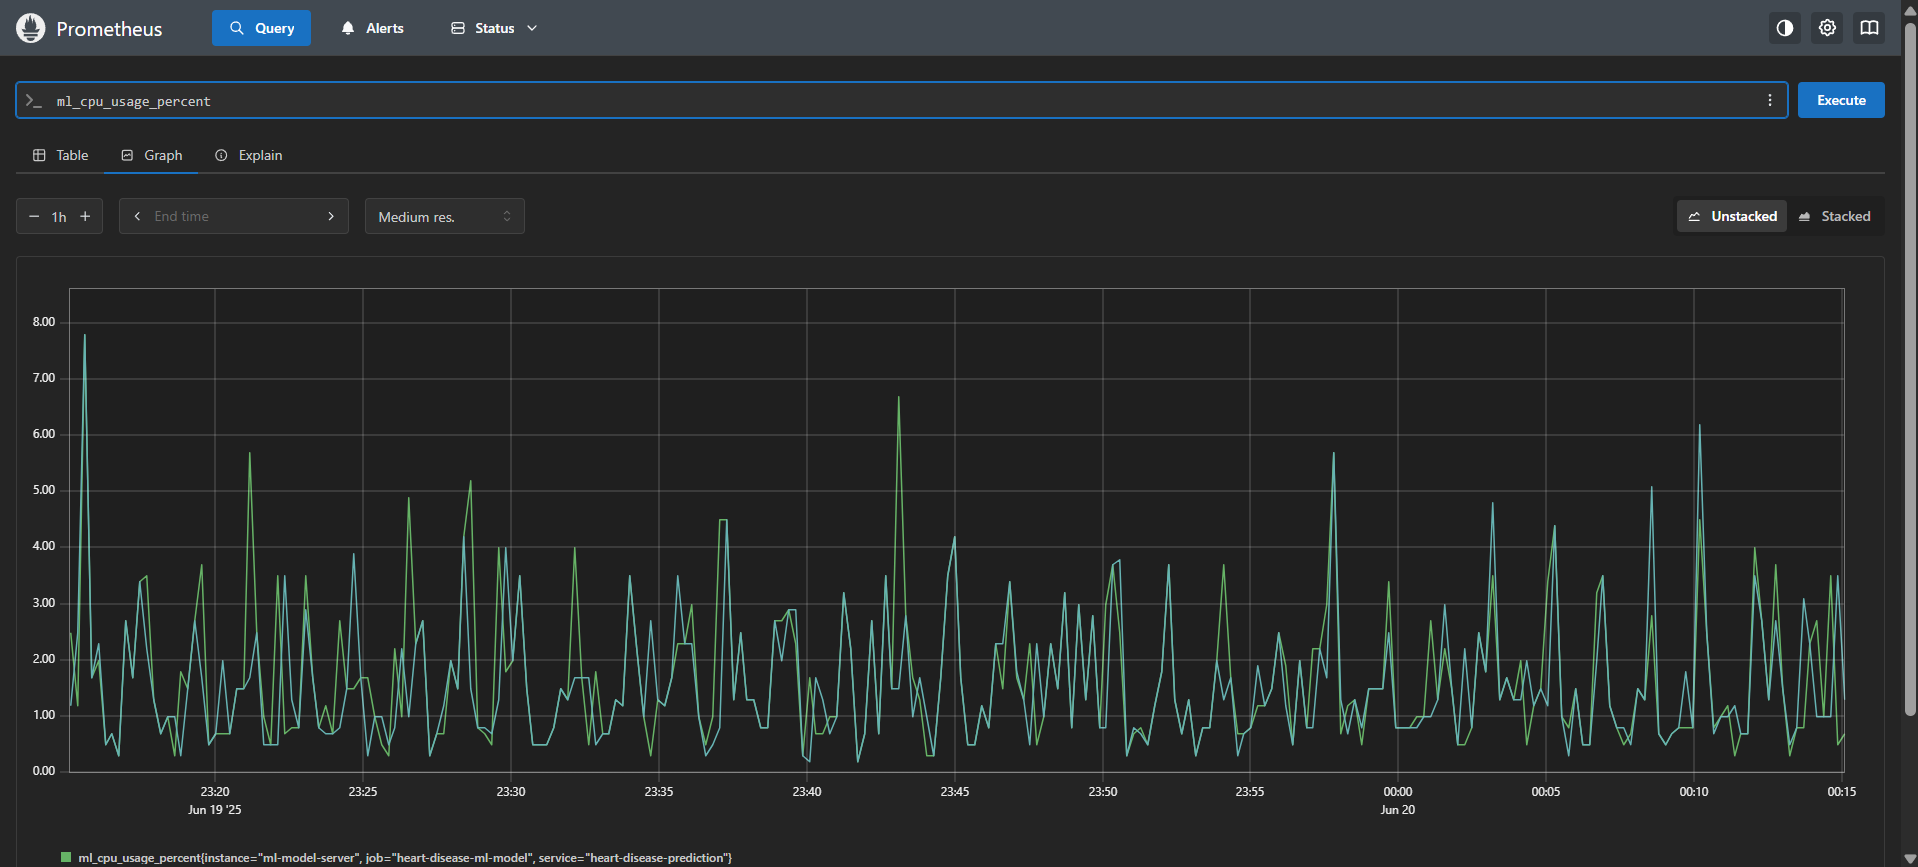 Prometheus Query Alerts Status
>_ ml_cpu_usage_percent Execute
Table Graph Explain
1h End time Medium res. Unstacked Stacked
8.00
7.00
6.00
5.00
4.00
3.00
2.00
1.00
0.00
23:20 23:25 23:30 23:35 23:40 23:45 23:50 23:55 00:00 00:05 00:10 00:15
Jun 19 '25 Jun 20
ml_cpu_usage_percent{instance="ml-model-server", job="heart-disease-ml-model", service="heart-disease-prediction"}